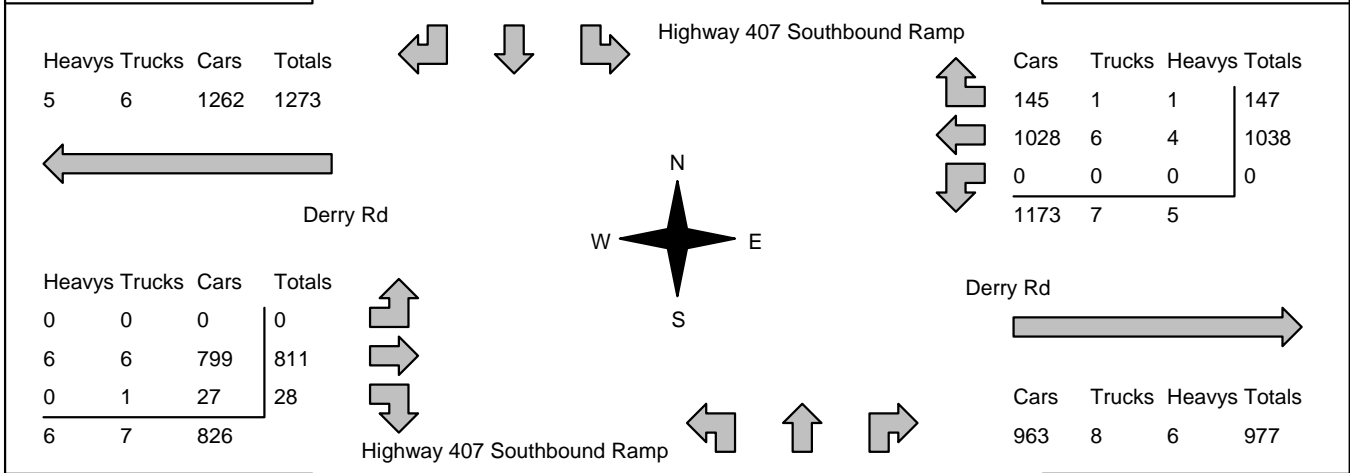 Highway 407 Southbound Ramp
Heavys Trucks Cars Totals
5 6 1262 1273
Cars Trucks Heavys Totals
145 1 1 147
1028 6 4 1038
0 0 0 0
1173 7 5
Derry Rd
N
W E
S
Heavys Trucks Cars Totals
0 0 0 0
6 6 799 811
0 1 27 28
6 7 826
Derry Rd
Highway 407 Southbound Ramp
Cars Trucks Heavys Totals
963 8 6 977